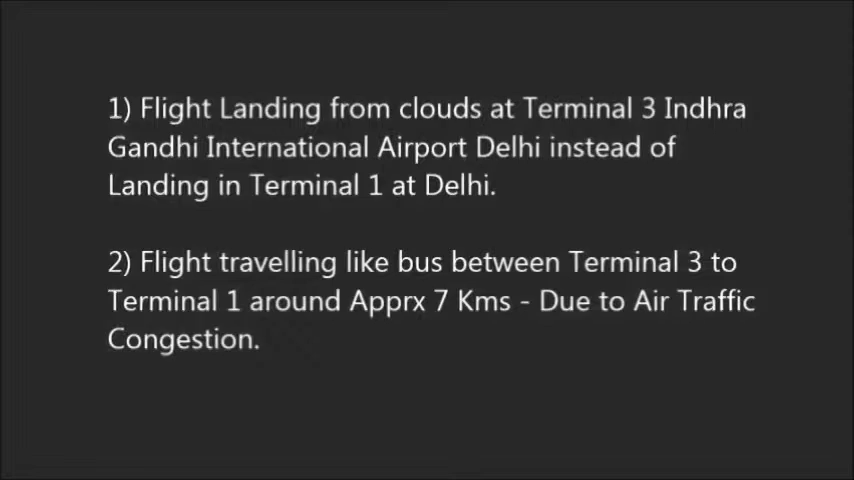 1) Flight Landing from clouds at Terminal 3 Indhra
Gandhi International Airport Delhi instead of
Landing in Terminal 1 at Delhi.
2) Flight travelling like bus between Terminal 3 to
Terminal 1 around Apprx 7 Kms - Due to Air Traffic
Congestion.